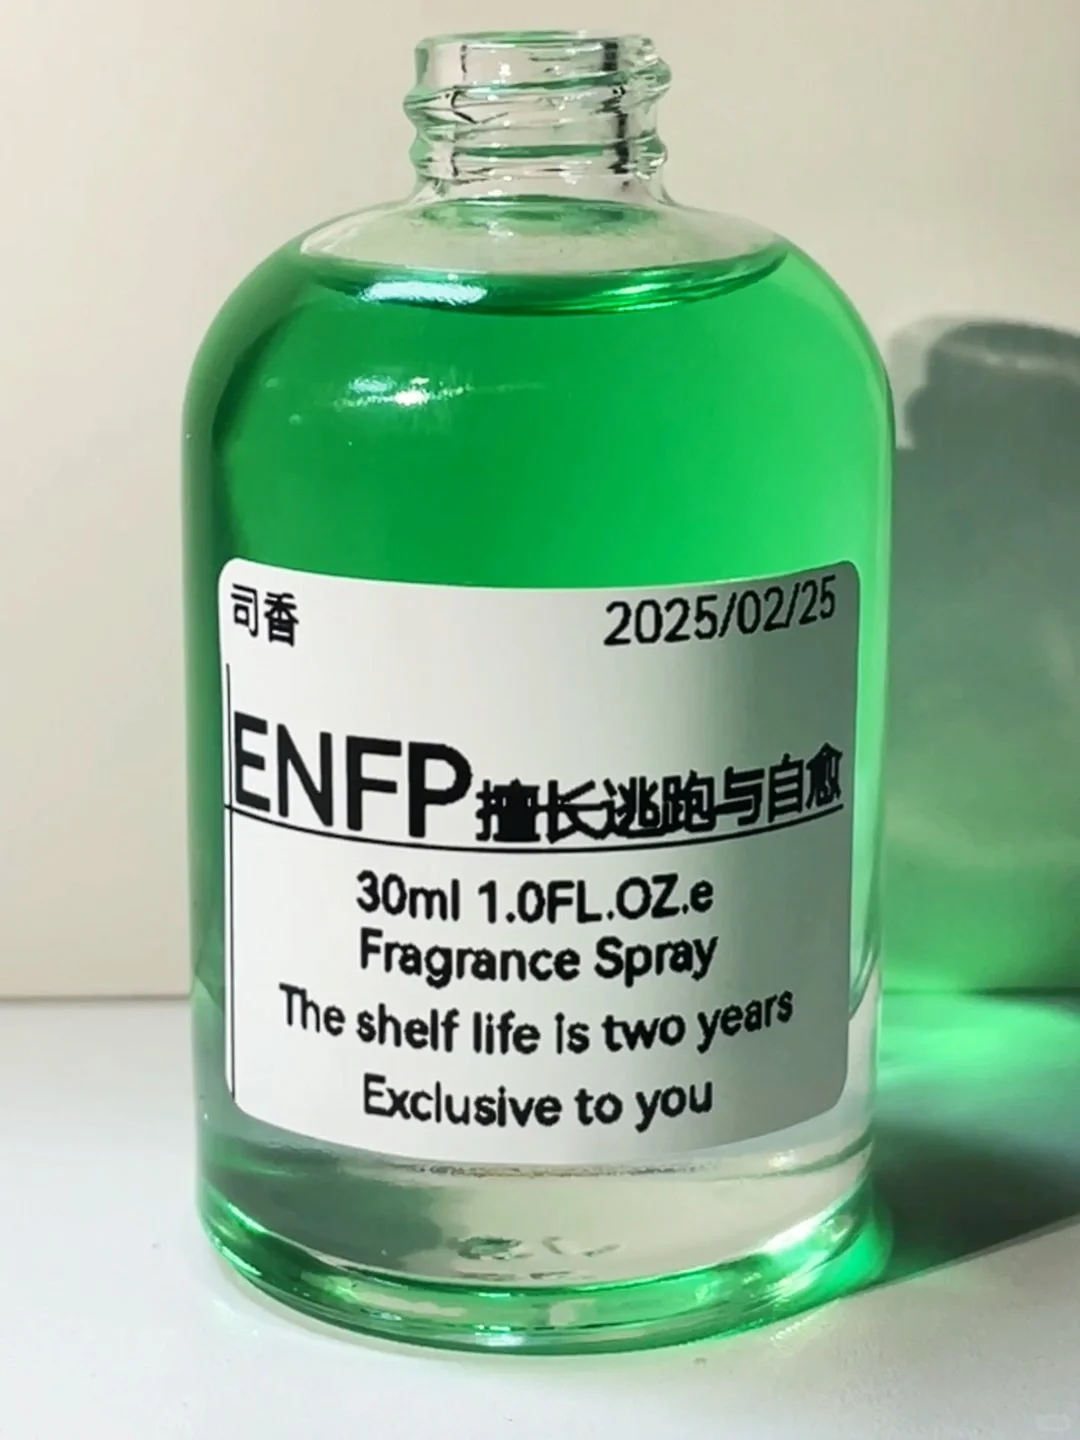 司香
2025/02/25
ENFP擅长逃跑与自愈
30ml 1.0FL.OZ.e
Fragrance Spray
The shelf life is two years
Exclusive to you